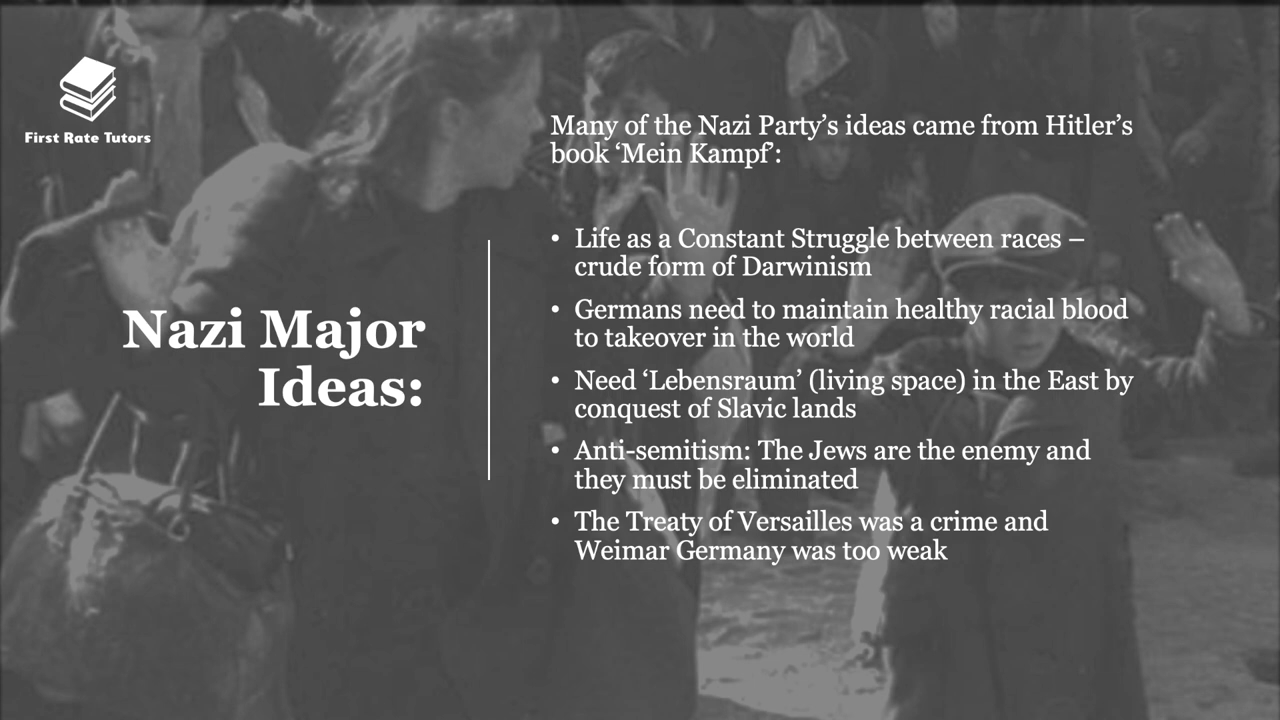 First Rate Tutors
Nazi Major
Ideas:
Many of the Nazi Party’s ideas came from Hitler’s
book ‘Mein Kampf’:
• Life as a Constant Struggle between races –
crude form of Darwinism
• Germans need to maintain healthy racial blood
to takeover in the world
• Need ‘Lebensraum’ (living space) in the East by
conquest of Slavic lands
• Anti-semitism: The Jews are the enemy and
they must be eliminated
• The Treaty of Versailles was a crime and
Weimar Germany was too weak